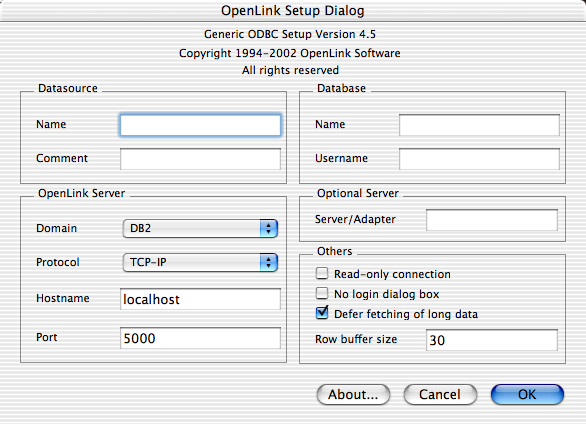 OpenLink Setup Dialog
Generic ODBC Setup Version 4.5
Copyright 1994-2002 OpenLink Software
All rights reserved
Datasource
Name
Comment
Database
Name
Username
OpenLink Server
Domain DB2
Protocol TCP-IP
Hostname localhost
Port 5000
Optional Server
Server/Adapter
Others
Read-only connection
No login dialog box
Defer fetching of long data
Row buffer size 30
About... Cancel OK